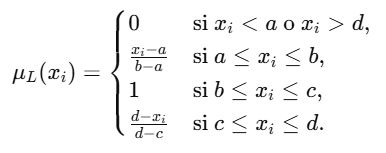 μ_L(x_i) = { 0 si x_i < a o x_i > d,
(x_i−a)/(b−a) si a ≤ x_i ≤ b,
1 si b ≤ x_i ≤ c,
(d−x_i)/(d−c) si c ≤ x_i ≤ d.